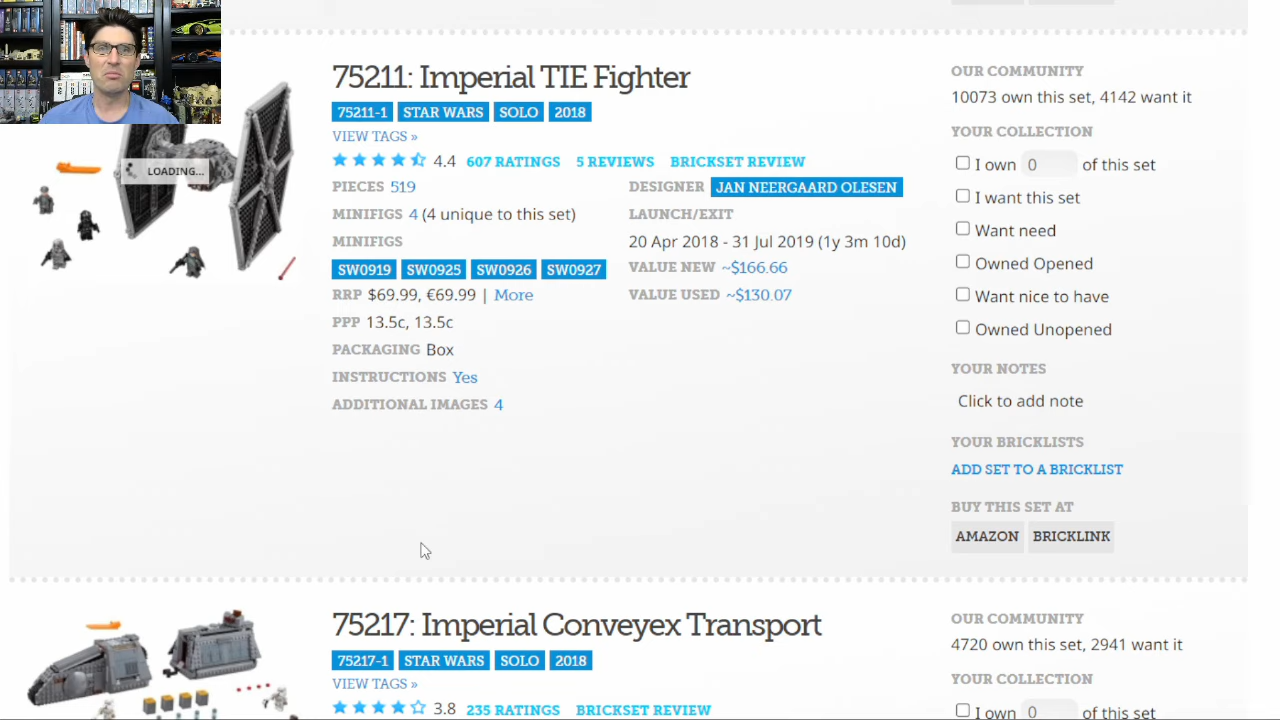 75211: Imperial TIE Fighter
75211-1 STAR WARS SOLO 2018
VIEW TAGS »
4.4 607 RATINGS 5 REVIEWS BRICKSET REVIEW
PIECES 519
MINIFIGS 4 (4 unique to this set)
MINIFIGS
SW0919 SW0925 SW0926 SW0927
RRP $69.99, €69.99 | More
PPP 13.5c, 13.5c
PACKAGING Box
INSTRUCTIONS Yes
ADDITIONAL IMAGES 4
DESIGNER JAN NEERGAARD OLESEN
LAUNCH/EXIT
20 Apr 2018 - 31 Jul 2019 (1y 3m 10d)
VALUE NEW ~$166.66
VALUE USED ~$130.07
LOADING...
OUR COMMUNITY
10073 own this set, 4142 want it
YOUR COLLECTION
I own 0 of this set
I want this set
Want need
Owned Opened
Want nice to have
Owned Unopened
YOUR NOTES
Click to add note
YOUR BRICKLISTS
ADD SET TO A BRICKLIST
BUY THIS SET AT
AMAZON BRICKLINK
75217: Imperial Conveyex Transport
75217-1 STAR WARS SOLO 2018
VIEW TAGS »
3.8 235 RATINGS BRICKSET REVIEW
OUR COMMUNITY
4720 own this set, 2941 want it
YOUR COLLECTION
I own 0 of this set